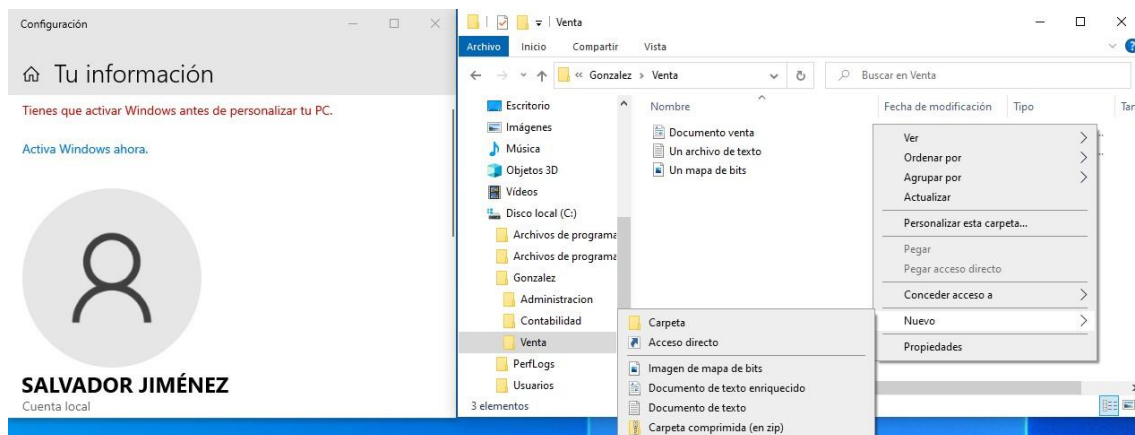 Configuración
Tu información
Tienes que activar Windows antes de personalizar tu PC.
Activa Windows ahora.
SALVADOR JIMÉNEZ
Cuenta local
Venta
Archivo Inicio Compartir Vista
« Gonzalez > Venta
Buscar en Venta
Escritorio
Imágenes
Música
Objetos 3D
Vídeos
Disco local (C:)
Archivos de programa
Archivos de programa
Gonzalez
Administracion
Contabilidad
Venta
PerfLogs
Usuarios
3 elementos
Nombre Fecha de modificación Tipo Tar
Documento venta
Un archivo de texto
Un mapa de bits
Ver
Ordenar por
Agrupar por
Actualizar
Personalizar esta carpeta...
Pegar
Pegar acceso directo
Conceder acceso a
Nuevo
Propiedades
Carpeta
Acceso directo
Imagen de mapa de bits
Documento de texto enriquecido
Documento de texto
Carpeta comprimida (en zip)